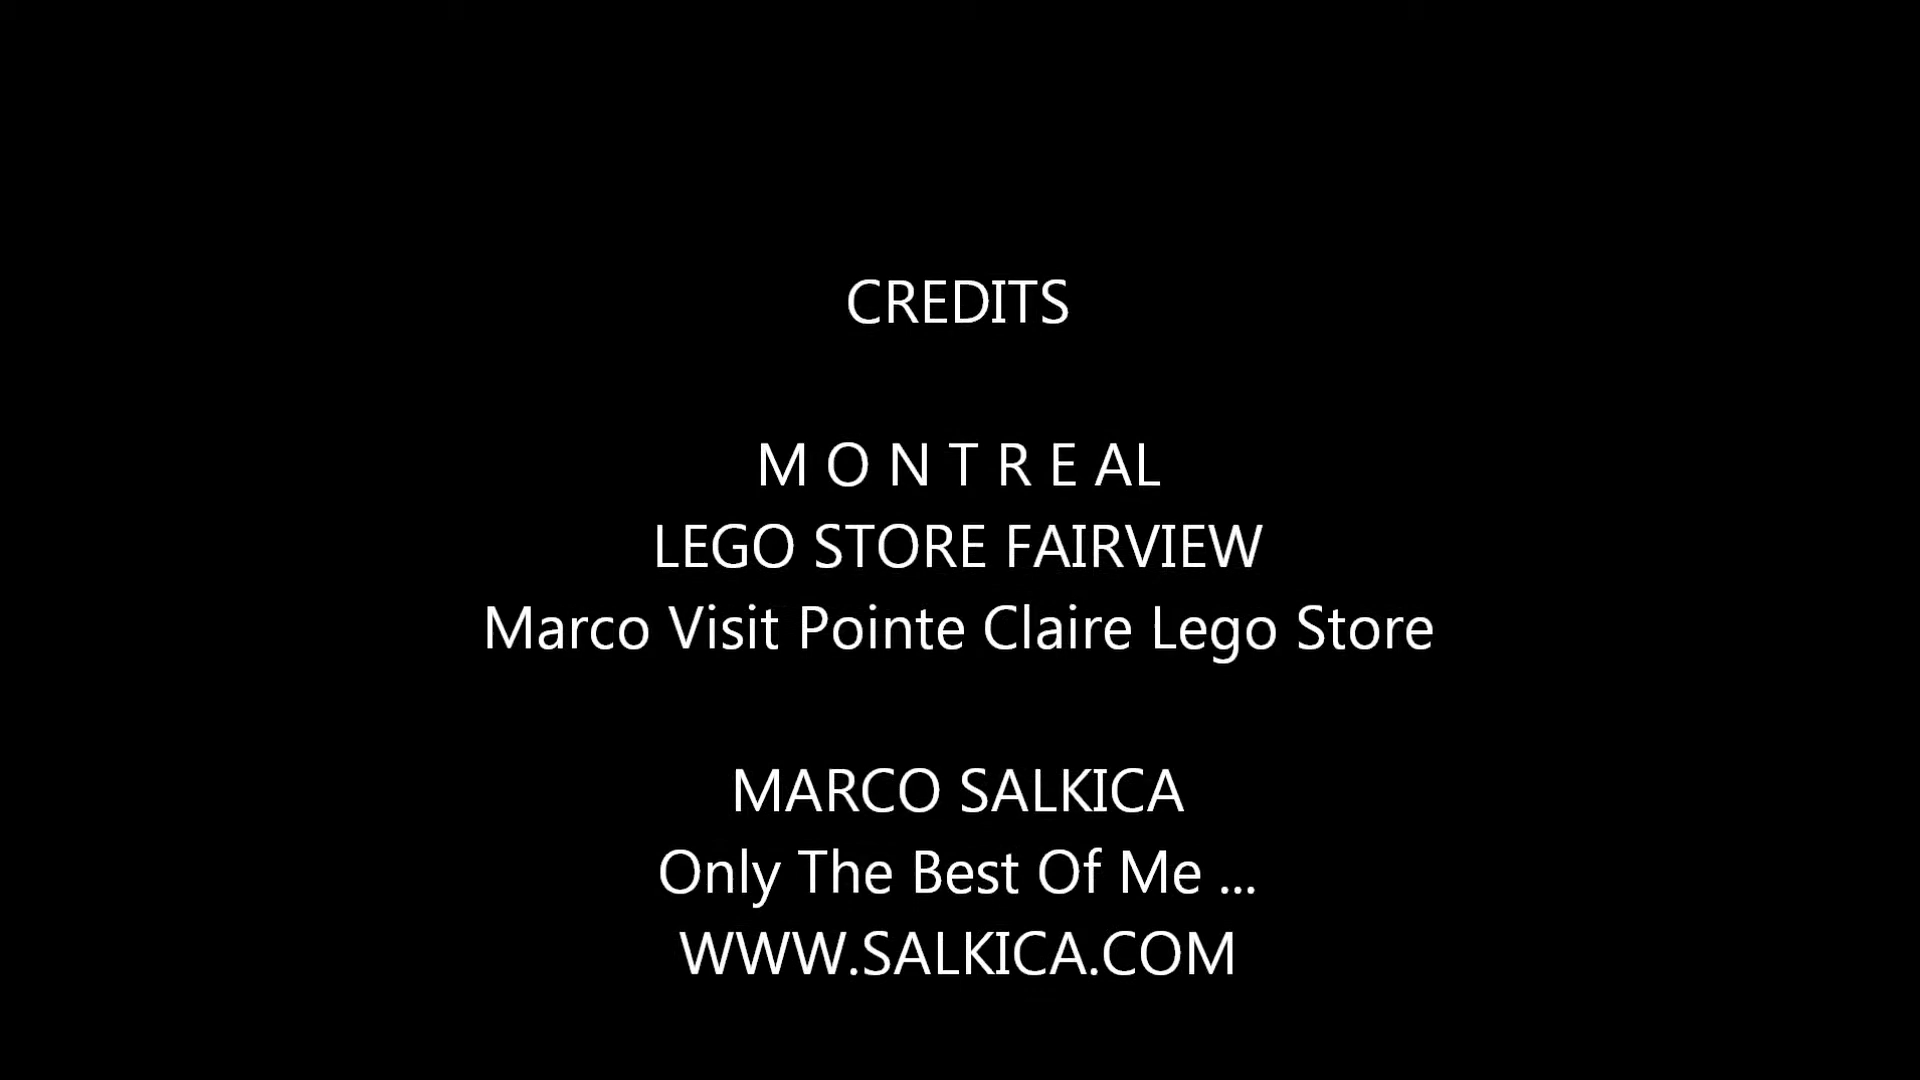 CREDITS
M O N T R E AL
LEGO STORE FAIRVIEW
Marco Visit Pointe Claire Lego Store
MARCO SALKICA
Only The Best Of Me ...
WWW.SALKICA.COM